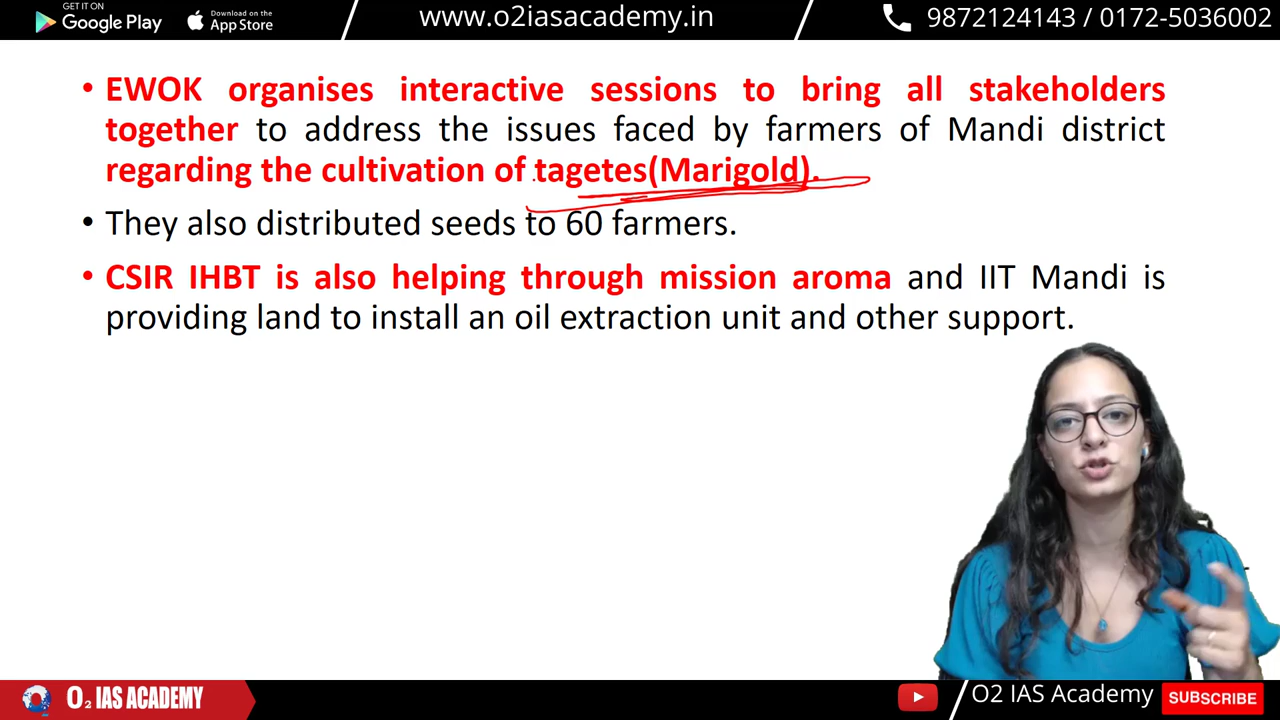 GET IT ON
Google Play
Download on the
App Store
www.o2iasacademy.in
9872124143 / 0172-5036002
• EWOK organises interactive sessions to bring all stakeholders
together to address the issues faced by farmers of Mandi district
regarding the cultivation of tagetes(Marigold).
• They also distributed seeds to 60 farmers.
• CSIR IHBT is also helping through mission aroma and IIT Mandi is
providing land to install an oil extraction unit and other support.
O2 IAS ACADEMY
O2 IAS Academy
SUBSCRIBE